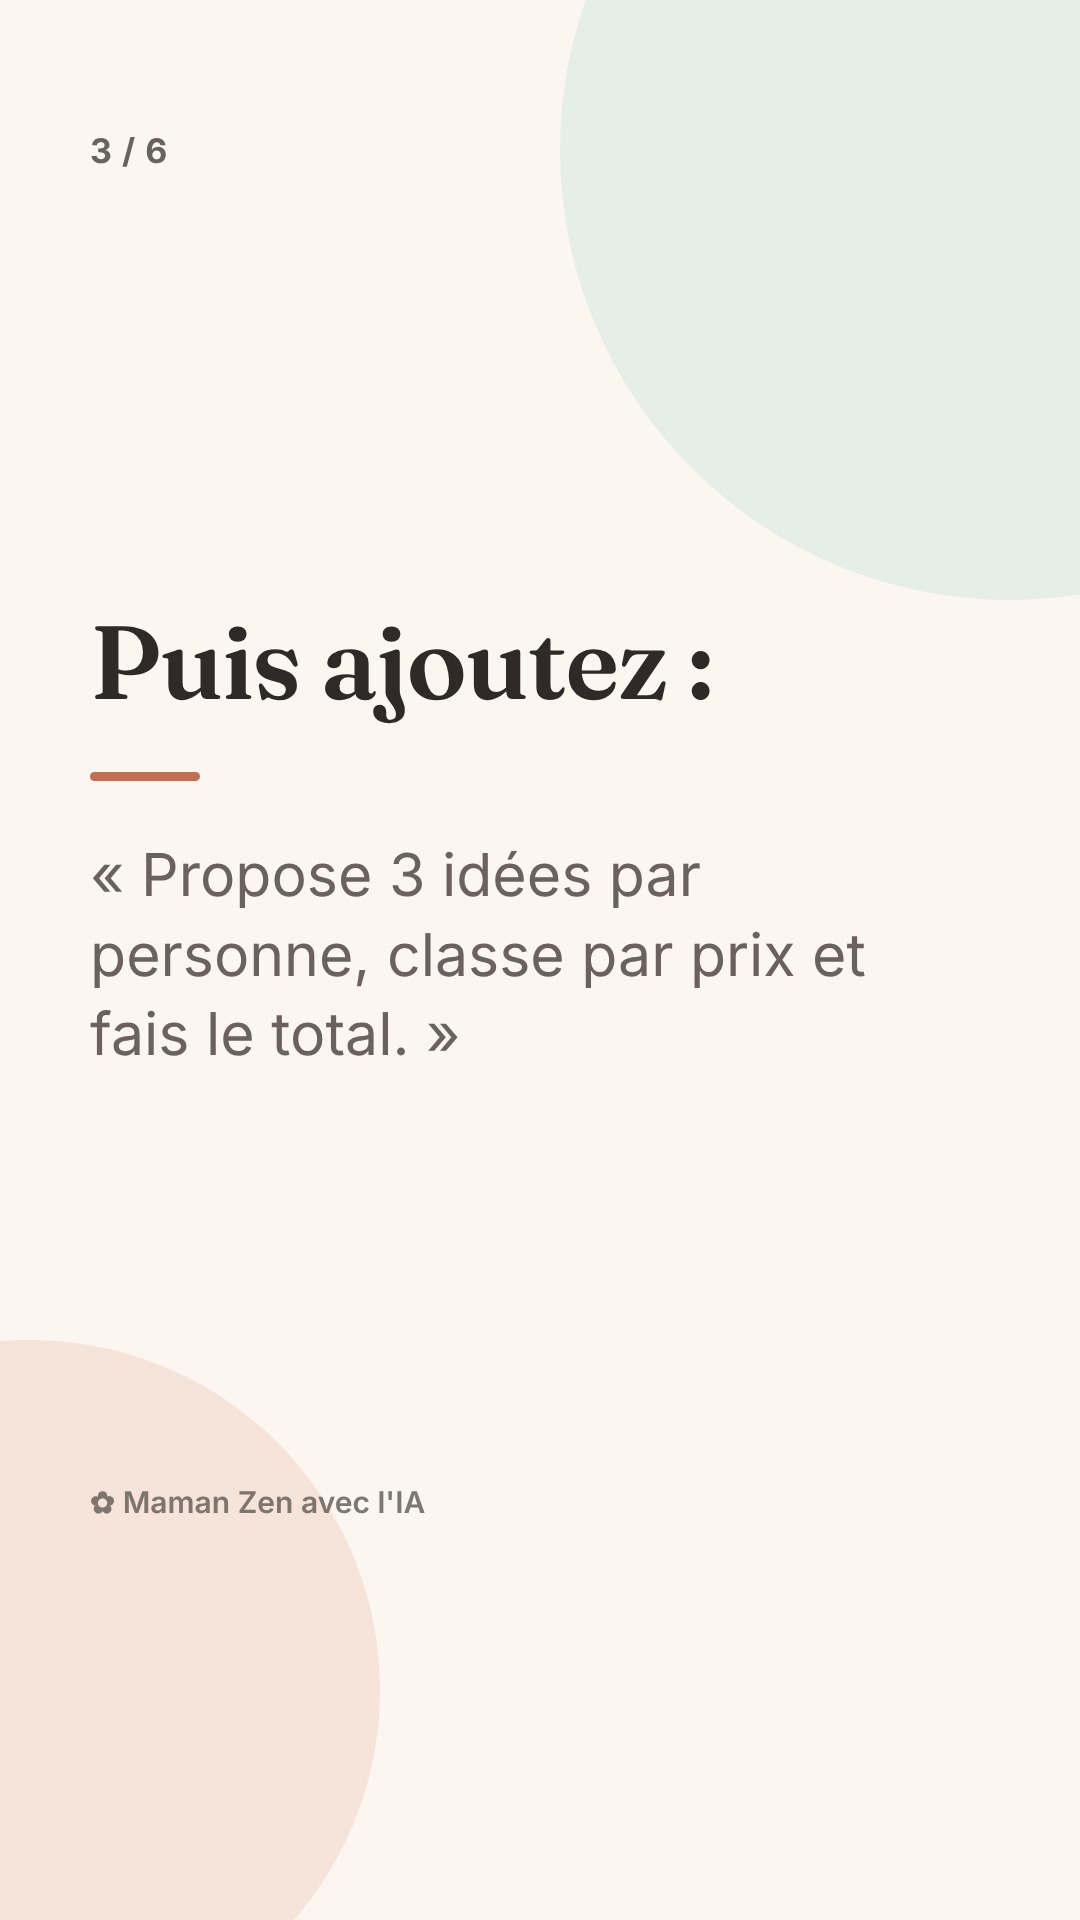 3 / 6
Puis ajoutez :
« Propose 3 idées par
personne, classe par prix et
fais le total. »
✿ Maman Zen avec l'IA